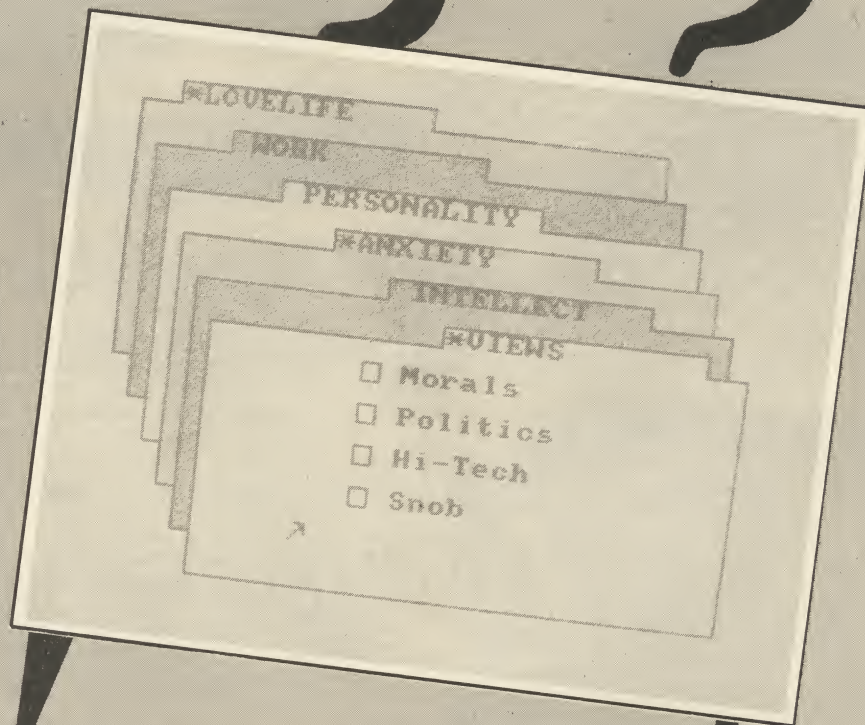 *LOVELIFE
WORK
PERSONALITY
*ANXIETY
INTELLECT
*VIEWS
Morals
Politics
Hi-Tech
Snob